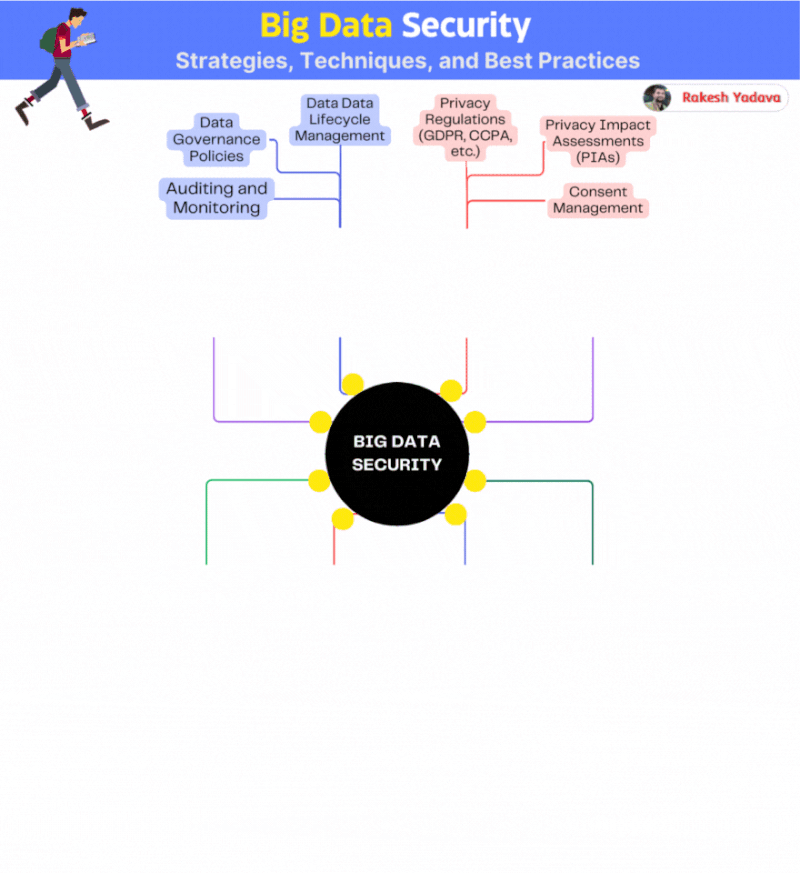 Big Data Security
Strategies, Techniques, and Best Practices
Rakesh Yadava
Data
Governance
Policies
Data Data
Lifecycle
Management
Privacy
Regulations
(GDPR, CCPA,
etc.)
Privacy Impact
Assessments
(PIAs)
Auditing and
Monitoring
Consent
Management
BIG DATA
SECURITY